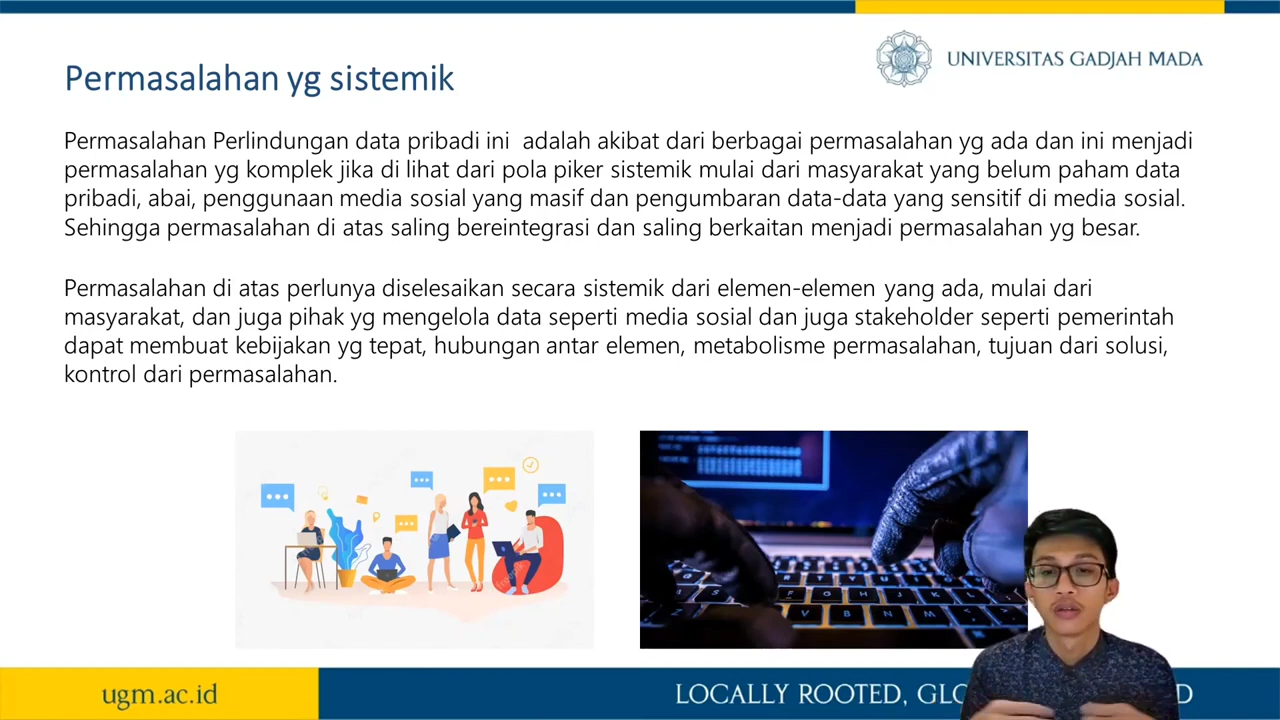 UNIVERSITAS GADJAH MADA
Permasalahan yg sistemik
Permasalahan Perlindungan data pribadi ini adalah akibat dari berbagai permasalahan yg ada dan ini menjadi
permasalahan yg komplek jika di lihat dari pola piker sistemik mulai dari masyarakat yang belum paham data
pribadi, abai, penggunaan media sosial yang masif dan pengumbaran data-data yang sensitif di media sosial.
Sehingga permasalahan di atas saling bereintegrasi dan saling berkaitan menjadi permasalahan yg besar.
Permasalahan di atas perlunya diselesaikan secara sistemik dari elemen-elemen yang ada, mulai dari
masyarakat, dan juga pihak yg mengelola data seperti media sosial dan juga stakeholder seperti pemerintah
dapat membuat kebijakan yg tepat, hubungan antar elemen, metabolisme permasalahan, tujuan dari solusi,
kontrol dari permasalahan.
ugm.ac.id
LOCALLY ROOTED,